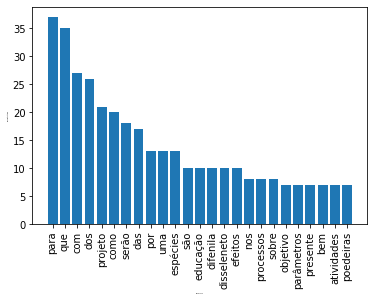 35
30
25
20
15
10
5
0
para
que
com
dos
projeto
como
serão
das
por
uma
espécies
são
educação
difenila
disseleneto
efeitos
nos
processos
sobre
objetivo
parâmetros
presente
bem
atividades
poedeiras